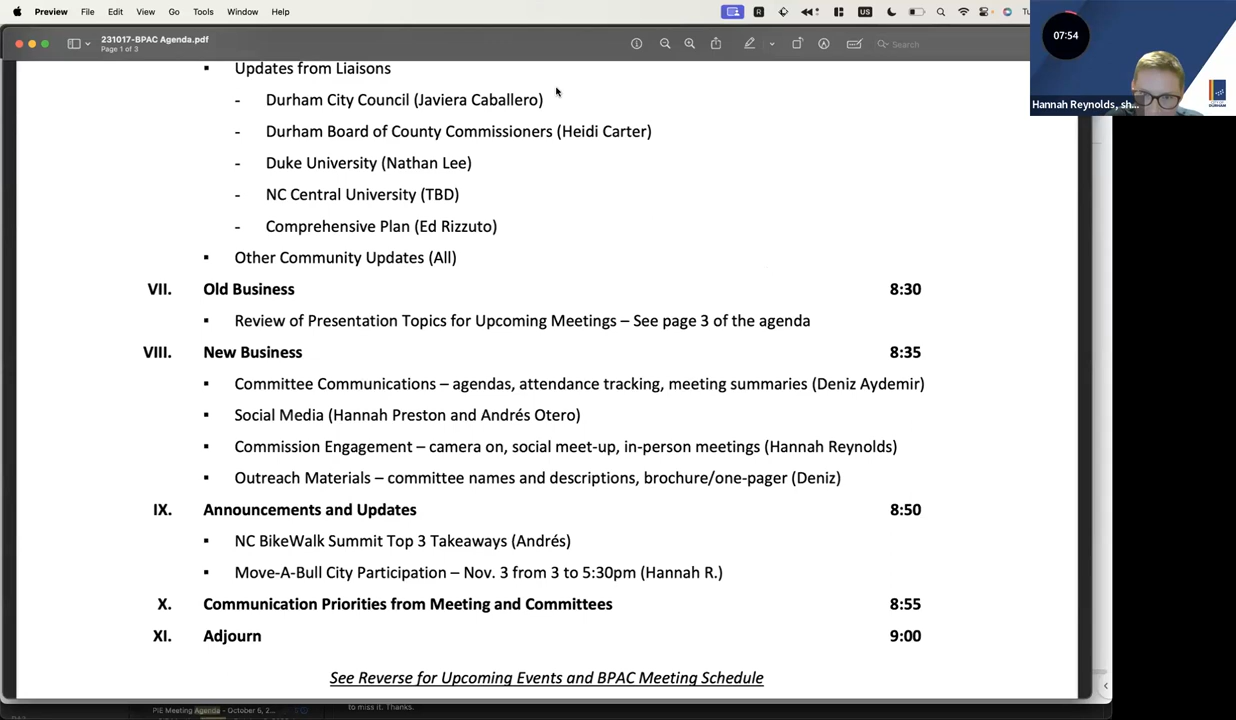 Preview File Edit View Go Tools Window Help
US
07:54
Hannah Reynolds, sh...
231017-BPAC Agenda.pdf
Page 1 of 3
Search
▪ Updates from Liaisons
- Durham City Council (Javiera Caballero)
- Durham Board of County Commissioners (Heidi Carter)
- Duke University (Nathan Lee)
- NC Central University (TBD)
- Comprehensive Plan (Ed Rizzuto)
▪ Other Community Updates (All)
VII. Old Business 8:30
▪ Review of Presentation Topics for Upcoming Meetings – See page 3 of the agenda
VIII. New Business 8:35
▪ Committee Communications – agendas, attendance tracking, meeting summaries (Deniz Aydemir)
▪ Social Media (Hannah Preston and Andrés Otero)
▪ Commission Engagement – camera on, social meet-up, in-person meetings (Hannah Reynolds)
▪ Outreach Materials – committee names and descriptions, brochure/one-pager (Deniz)
IX. Announcements and Updates 8:50
▪ NC BikeWalk Summit Top 3 Takeaways (Andrés)
▪ Move-A-Bull City Participation – Nov. 3 from 3 to 5:30pm (Hannah R.)
X. Communication Priorities from Meeting and Committees 8:55
XI. Adjourn 9:00
See Reverse for Upcoming Events and BPAC Meeting Schedule
PIE Meeting Agenda - October 6, 2...
to miss it. Thanks.